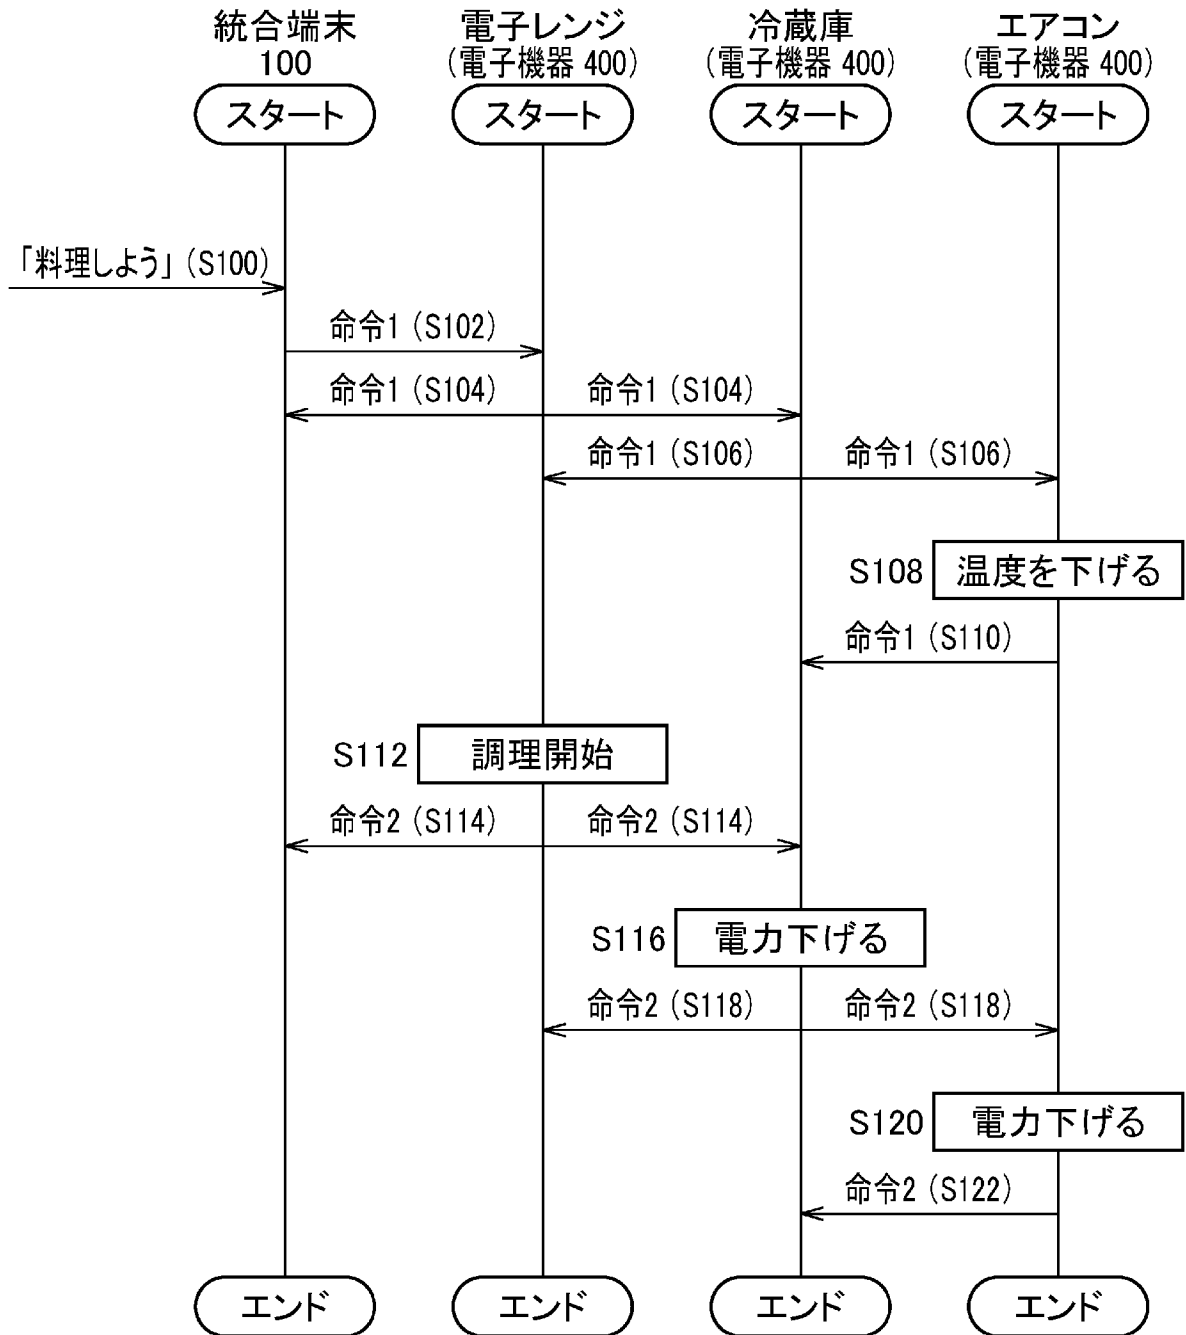 統合端末 電子レンジ 冷蔵庫 エアコン
100 (電子機器 400) (電子機器 400) (電子機器 400)
スタート スタート スタート スタート
「料理しよう」(S100)
命令1 (S102)
命令1 (S104) 命令1 (S104)
命令1 (S106) 命令1 (S106)
S108 温度を下げる
命令1 (S110)
S112 調理開始
命令2 (S114) 命令2 (S114)
S116 電力下げる
命令2 (S118) 命令2 (S118)
S120 電力下げる
命令2 (S122)
エンド エンド エンド エンド